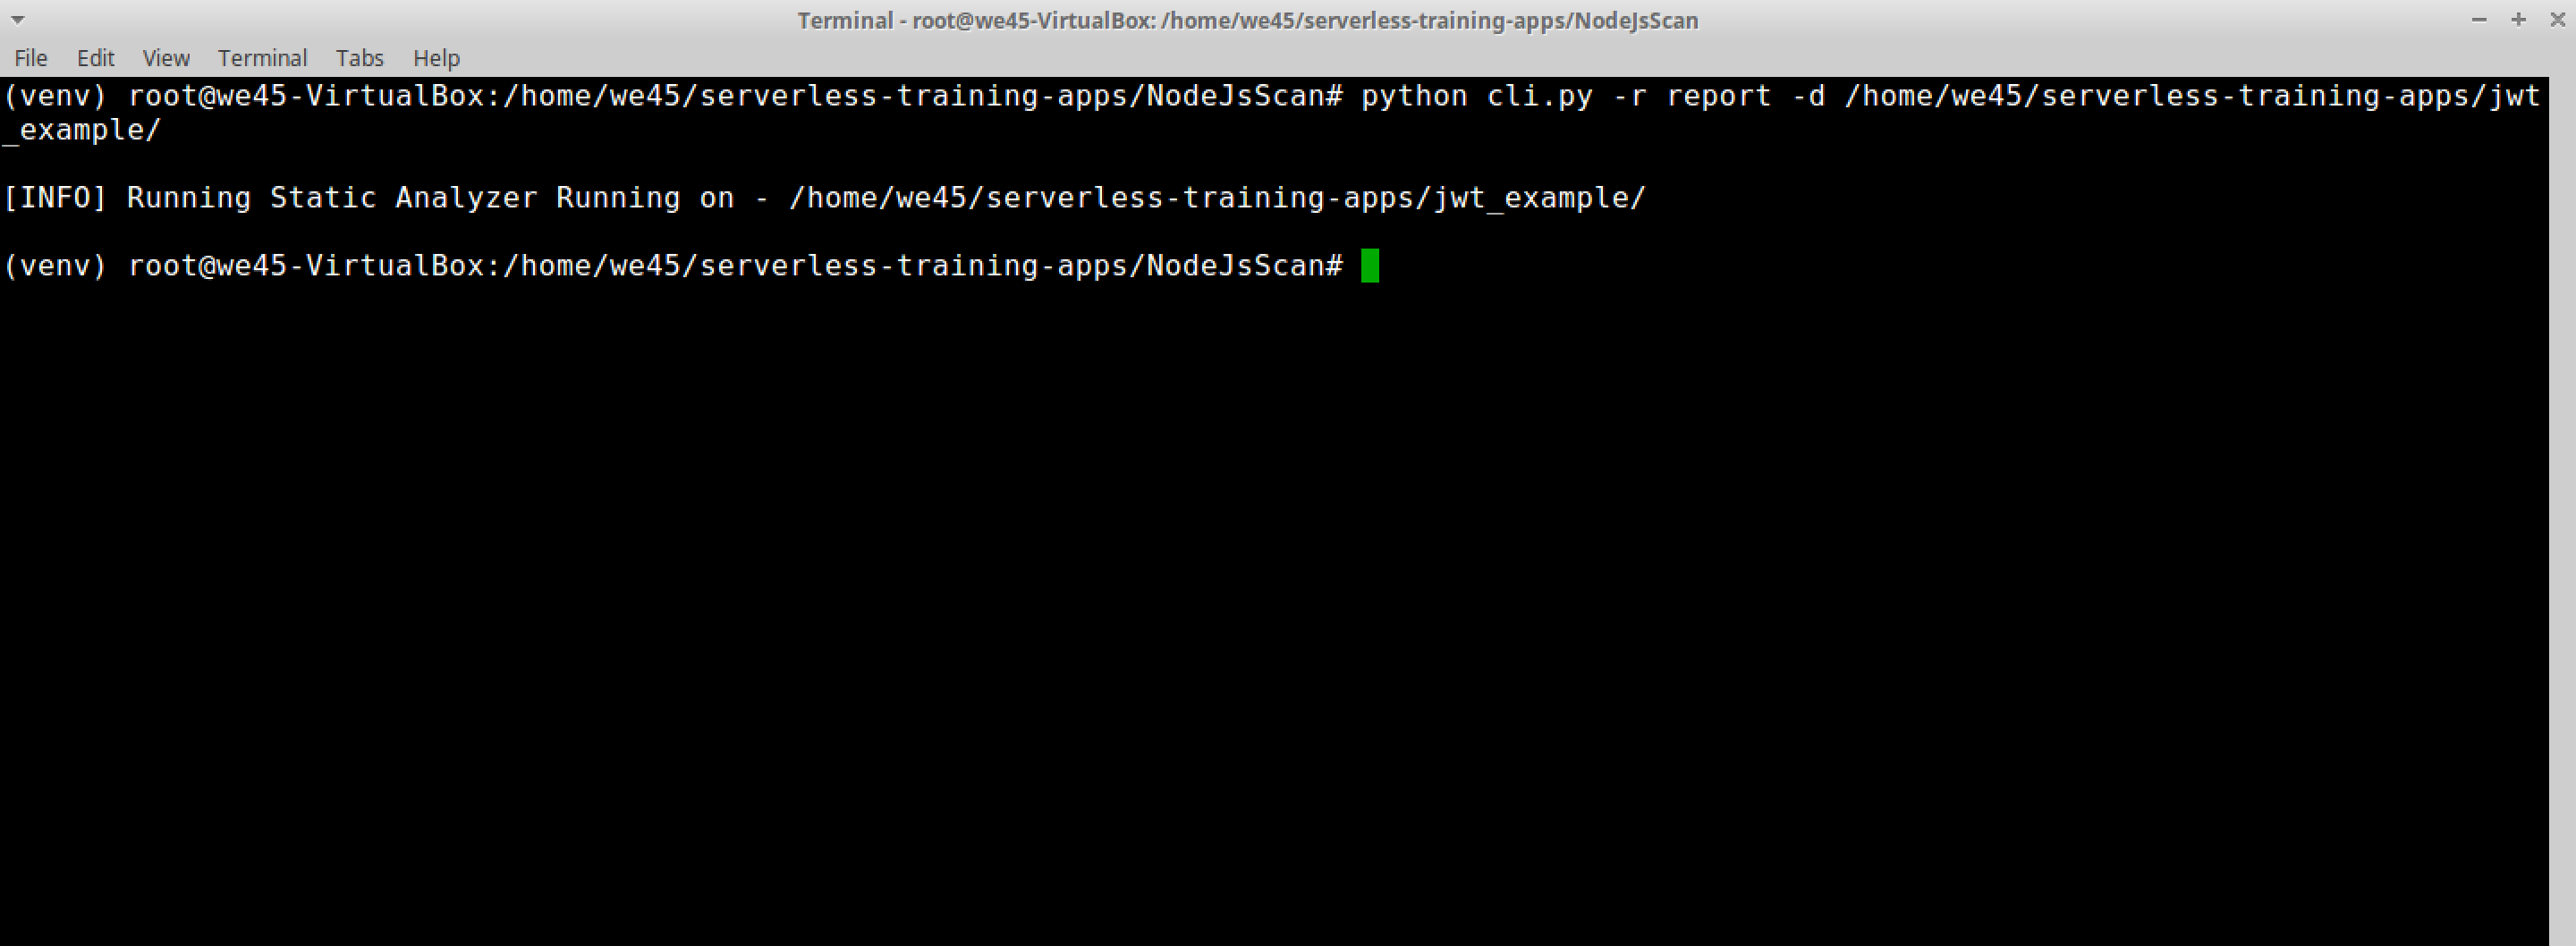 Terminal - root@we45-VirtualBox: /home/we45/serverless-training-apps/NodeJsScan
File Edit View Terminal Tabs Help
(venv) root@we45-VirtualBox:/home/we45/serverless-training-apps/NodeJsScan# python cli.py -r report -d /home/we45/serverless-training-apps/jwt
_example/
[INFO] Running Static Analyzer Running on - /home/we45/serverless-training-apps/jwt_example/
(venv) root@we45-VirtualBox:/home/we45/serverless-training-apps/NodeJsScan#